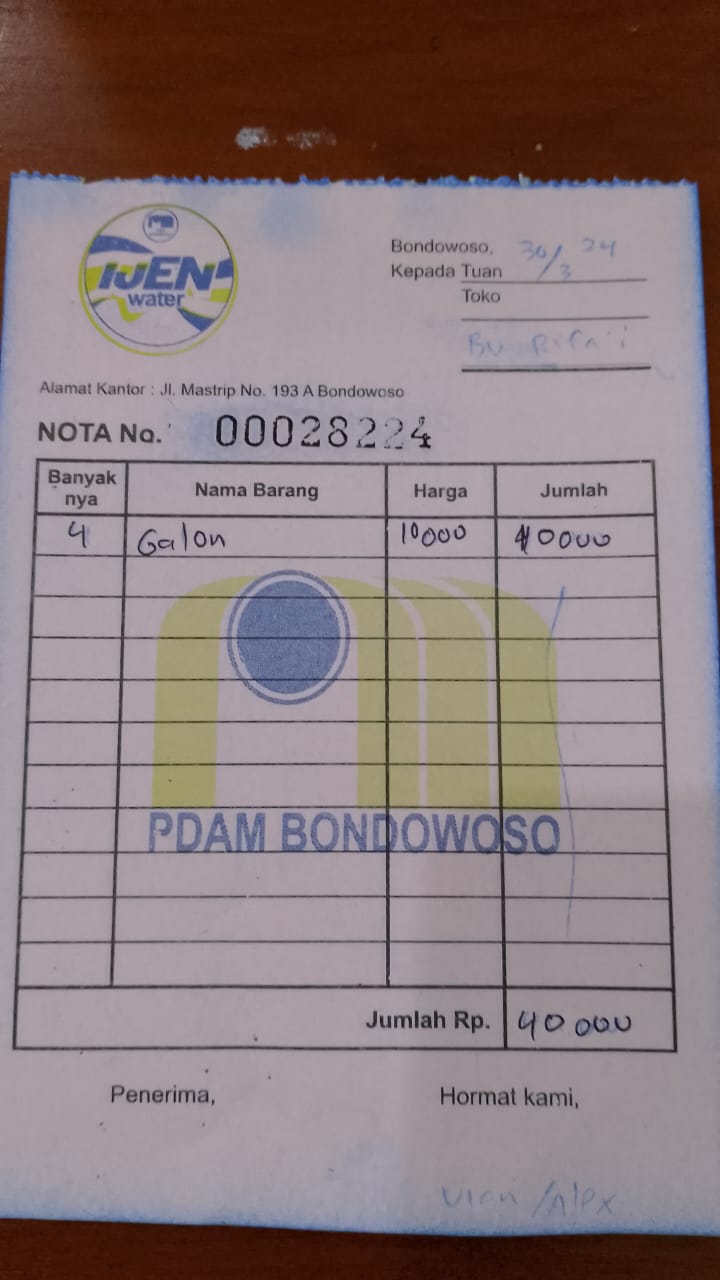 IJEN
water
Bondowoso, 30/3 24
Kepada Tuan
Toko
Bu Rifa'i
Alamat Kantor : Jl. Mastrip No. 193 A Bondowoso
NOTA No. 00028224
Banyak nya Nama Barang Harga Jumlah
4 Galon 10000 40000
PDAM BONDOWOSO
Jumlah Rp. 40000
Penerima, Hormat kami,
Vian /Alex